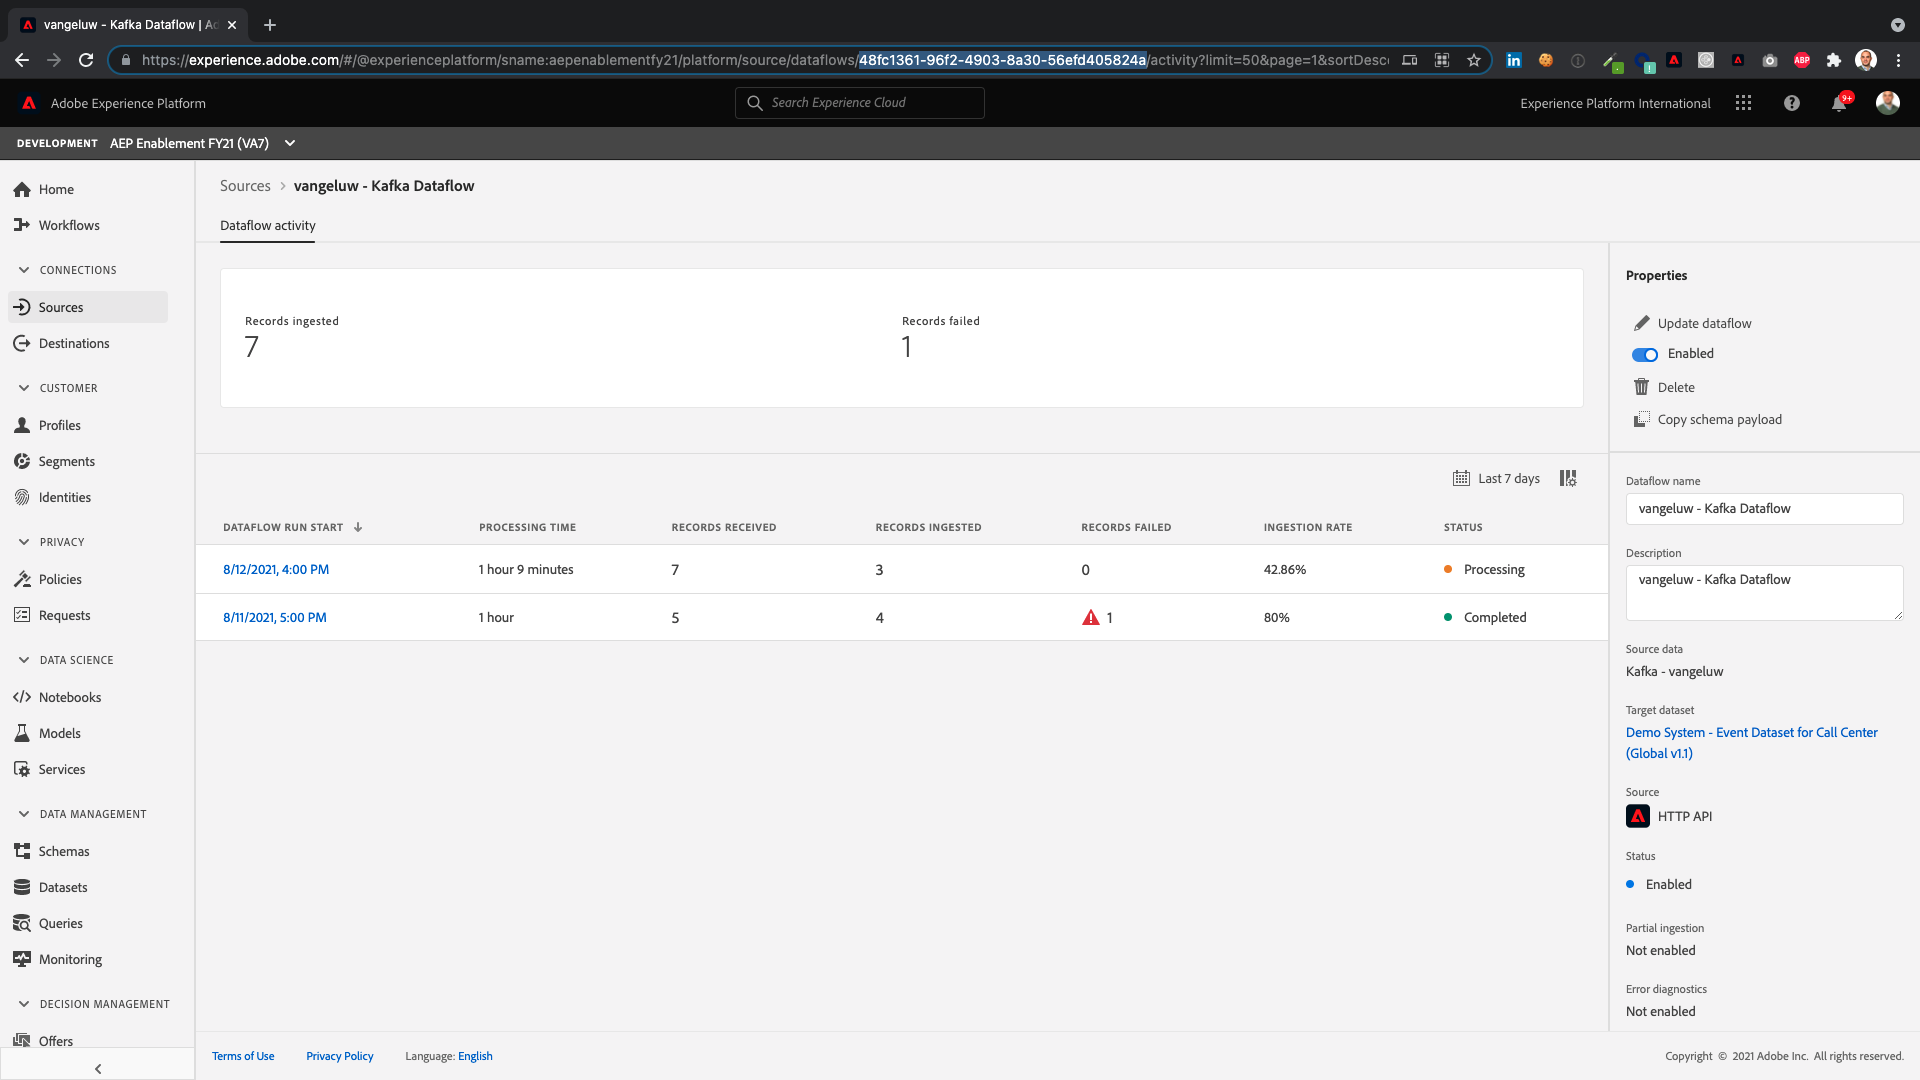 vangeluw - Kafka Dataflow | Ad
https://experience.adobe.com/#/@experienceplatform/sname:aepenablementfy21/platform/source/dataflows/48fc1361-96f2-4903-8a30-56efd405824a/activity?limit=50&page=1&sortDesc
ABP
Adobe Experience Platform
Search Experience Cloud
Experience Platform International
9+
DEVELOPMENT AEP Enablement FY21 (VA7)
Home
Workflows
CONNECTIONS
Sources
Destinations
CUSTOMER
Profiles
Segments
Identities
PRIVACY
Policies
Requests
DATA SCIENCE
Notebooks
Models
Services
DATA MANAGEMENT
Schemas
Datasets
Queries
Monitoring
DECISION MANAGEMENT
Offers
Sources > vangeluw - Kafka Dataflow
Dataflow activity
Records ingested
7
Records failed
1
Last 7 days
DATAFLOW RUN START PROCESSING TIME RECORDS RECEIVED RECORDS INGESTED RECORDS FAILED INGESTION RATE STATUS
8/12/2021, 4:00 PM 1 hour 9 minutes 7 3 0 42.86% Processing
8/11/2021, 5:00 PM 1 hour 5 4 1 80% Completed
Properties
Update dataflow
Enabled
Delete
Copy schema payload
Dataflow name
vangeluw - Kafka Dataflow
Description
vangeluw - Kafka Dataflow
Source data
Kafka - vangeluw
Target dataset
Demo System - Event Dataset for Call Center
(Global v1.1)
Source
HTTP API
Status
Enabled
Partial ingestion
Not enabled
Error diagnostics
Not enabled
Terms of Use Privacy Policy Language: English
Copyright © 2021 Adobe Inc. All rights reserved.